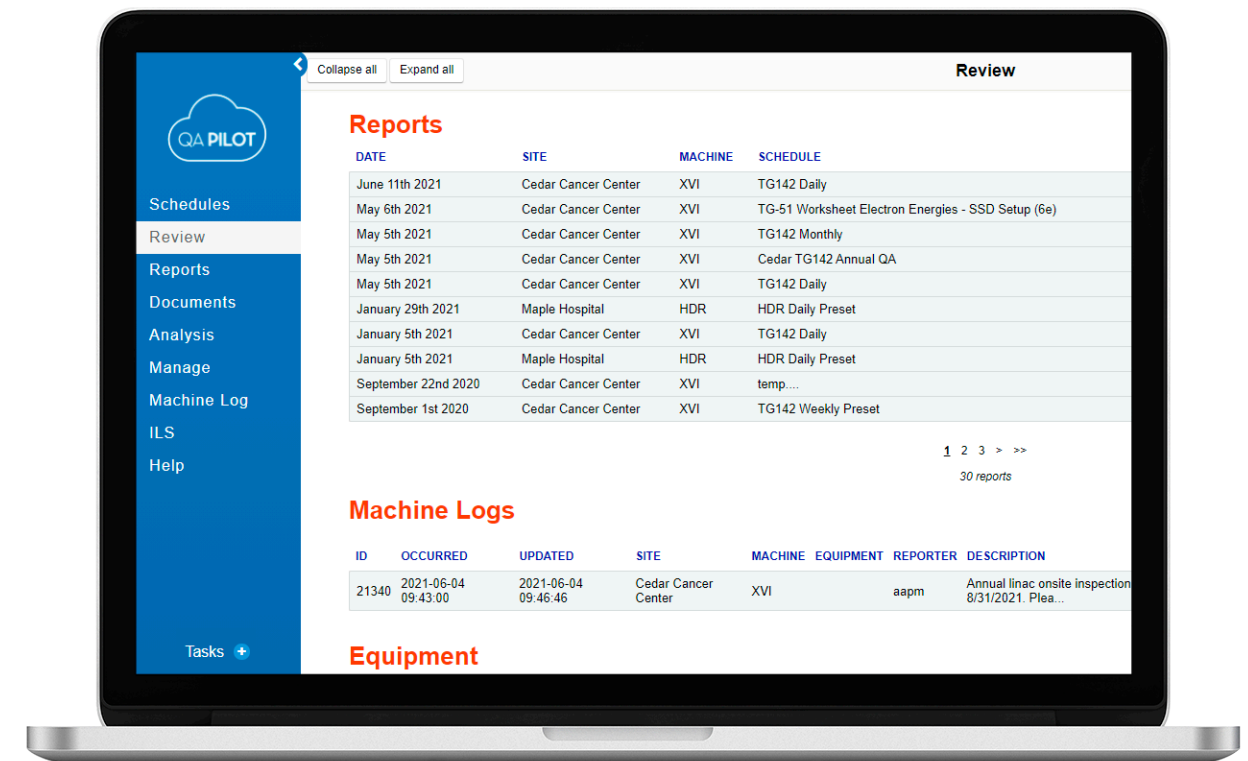 Collapse all Expand all Review
QA PILOT
Schedules
Review
Reports
Documents
Analysis
Manage
Machine Log
ILS
Help
Tasks +
Reports
DATE SITE MACHINE SCHEDULE
June 11th 2021 Cedar Cancer Center XVI TG142 Daily
May 6th 2021 Cedar Cancer Center XVI TG-51 Worksheet Electron Energies - SSD Setup (6e)
May 5th 2021 Cedar Cancer Center XVI TG142 Monthly
May 5th 2021 Cedar Cancer Center XVI Cedar TG142 Annual QA
May 5th 2021 Cedar Cancer Center XVI TG142 Daily
January 29th 2021 Maple Hospital HDR HDR Daily Preset
January 5th 2021 Cedar Cancer Center XVI TG142 Daily
January 5th 2021 Maple Hospital HDR HDR Daily Preset
September 22nd 2020 Cedar Cancer Center XVI temp....
September 1st 2020 Cedar Cancer Center XVI TG142 Weekly Preset
1 2 3 > >>
30 reports
Machine Logs
ID OCCURRED UPDATED SITE MACHINE EQUIPMENT REPORTER DESCRIPTION
21340 2021-06-04 09:43:00 2021-06-04 09:46:46 Cedar Cancer Center XVI aapm Annual linac onsite inspection 8/31/2021. Plea...
Equipment